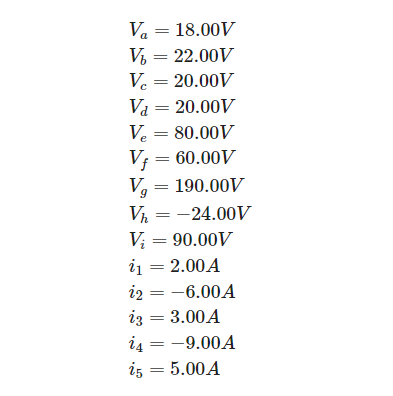 V_a = 18.00V
V_b = 22.00V
V_c = 20.00V
V_d = 20.00V
V_e = 80.00V
V_f = 60.00V
V_g = 190.00V
V_h = −24.00V
V_i = 90.00V
i_1 = 2.00A
i_2 = −6.00A
i_3 = 3.00A
i_4 = −9.00A
i_5 = 5.00A